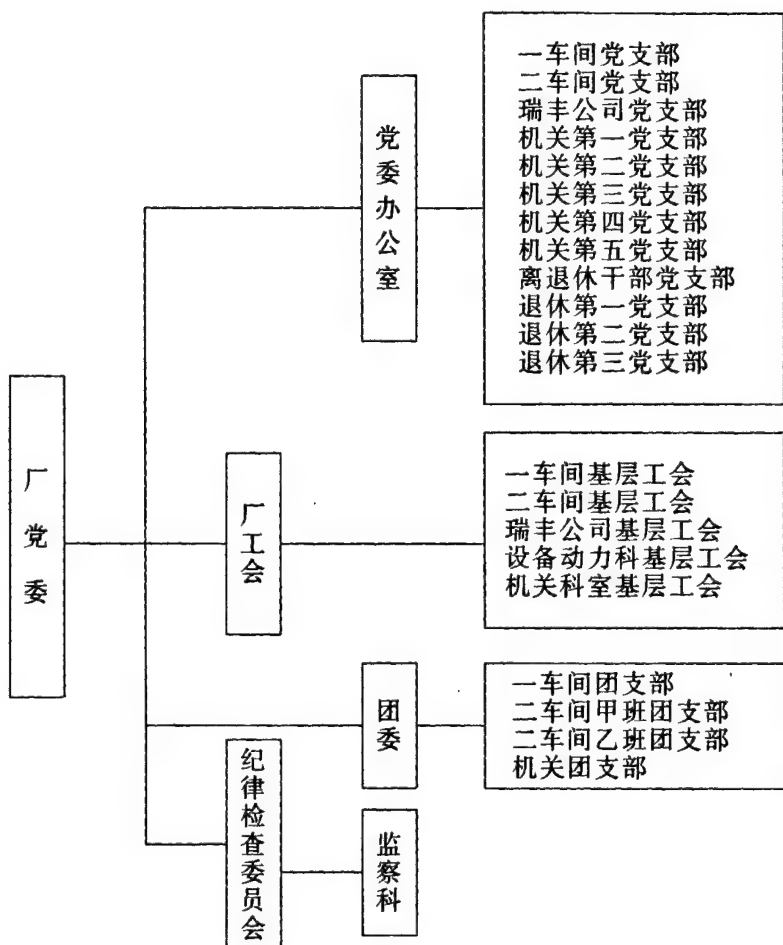 厂党委
党委办公室
一车间党支部
二车间党支部
瑞丰公司党支部
机关第一党支部
机关第二党支部
机关第三党支部
机关第四党支部
机关第五党支部
离退休干部党支部
退休第一党支部
退休第二党支部
退休第三党支部
厂工会
一车间基层工会
二车间基层工会
瑞丰公司基层工会
设备动力科基层工会
机关科室基层工会
团委
一车间团支部
二车间甲班团支部
二车间乙班团支部
机关团支部
纪律检查委员会
监察科